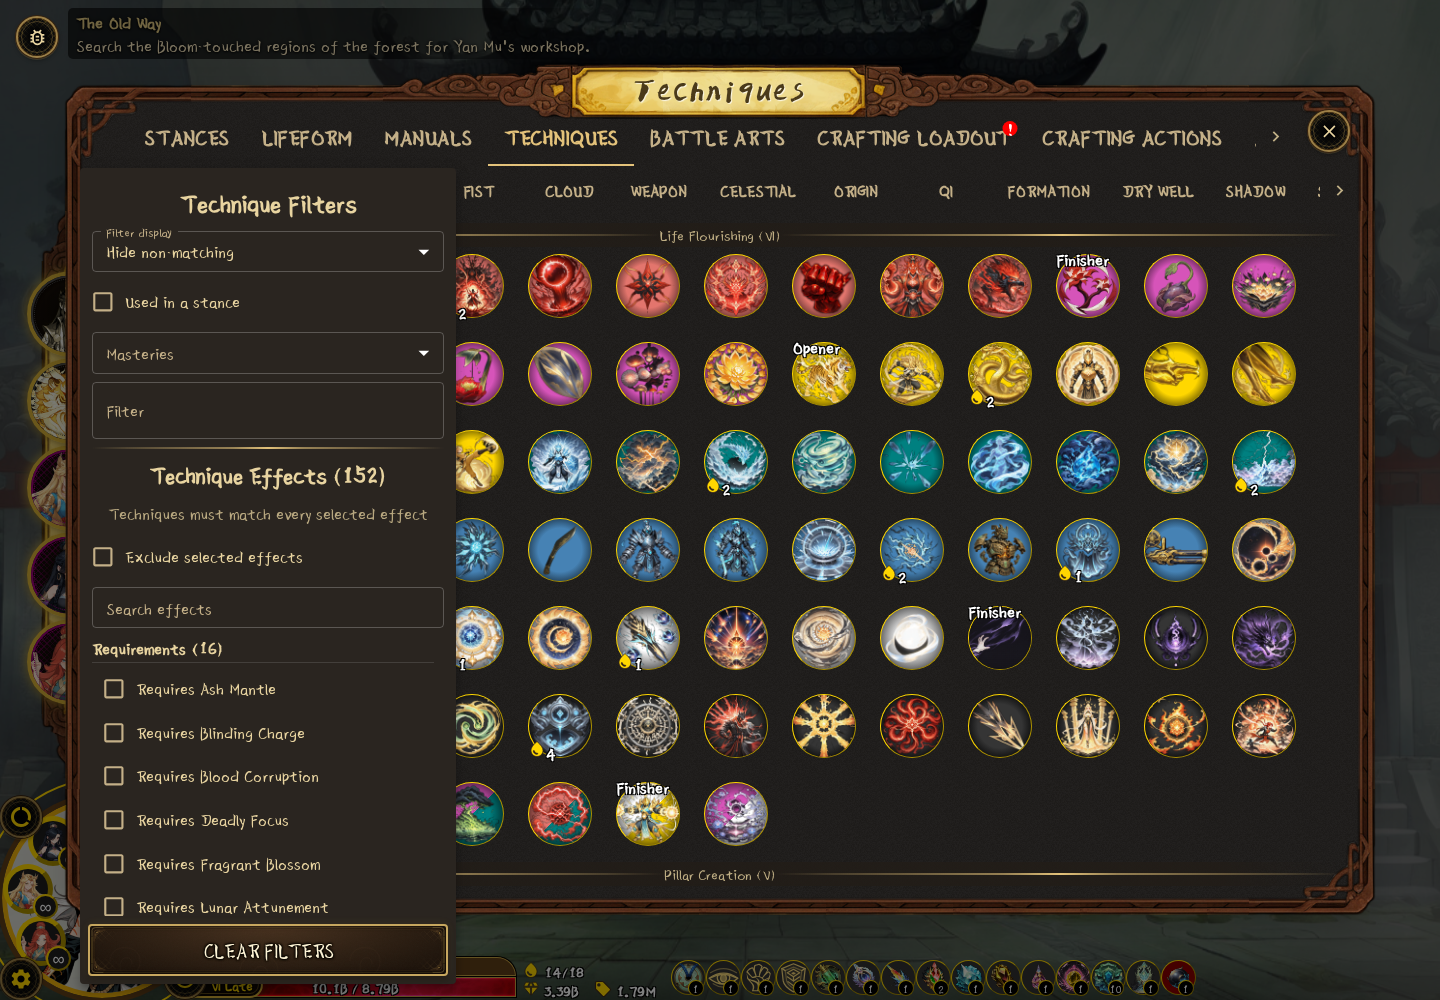 The Old Way
Search the Bloom-touched regions of the forest for Yan Mu's workshop.
Techniques
STANCES LIFEFORM MANUALS TECHNIQUES BATTLE ARTS CRAFTING LOADOUT ! CRAFTING ACTIONS
FIST CLOUD WEAPON CELESTIAL ORIGIN QI FORMATION DRY WELL SHADOW
Technique Filters
Filter display
Hide non-matching
Used in a stance
Masteries
Filter
Technique Effects (152)
Techniques must match every selected effect
Exclude selected effects
Search effects
Requirements (16)
Requires Ash Mantle
Requires Blinding Charge
Requires Blood Corruption
Requires Deadly Focus
Requires Fragrant Blossom
Requires Lunar Attunement
CLEAR FILTERS
Life Flourishing (VI)
Finisher
2
Opener
2
2
2
2
1
Finisher
1
1
4
Finisher
Pillar Creation (V)
VI Late
10.1B / 8.79B
14/18
3.39B
1.79M